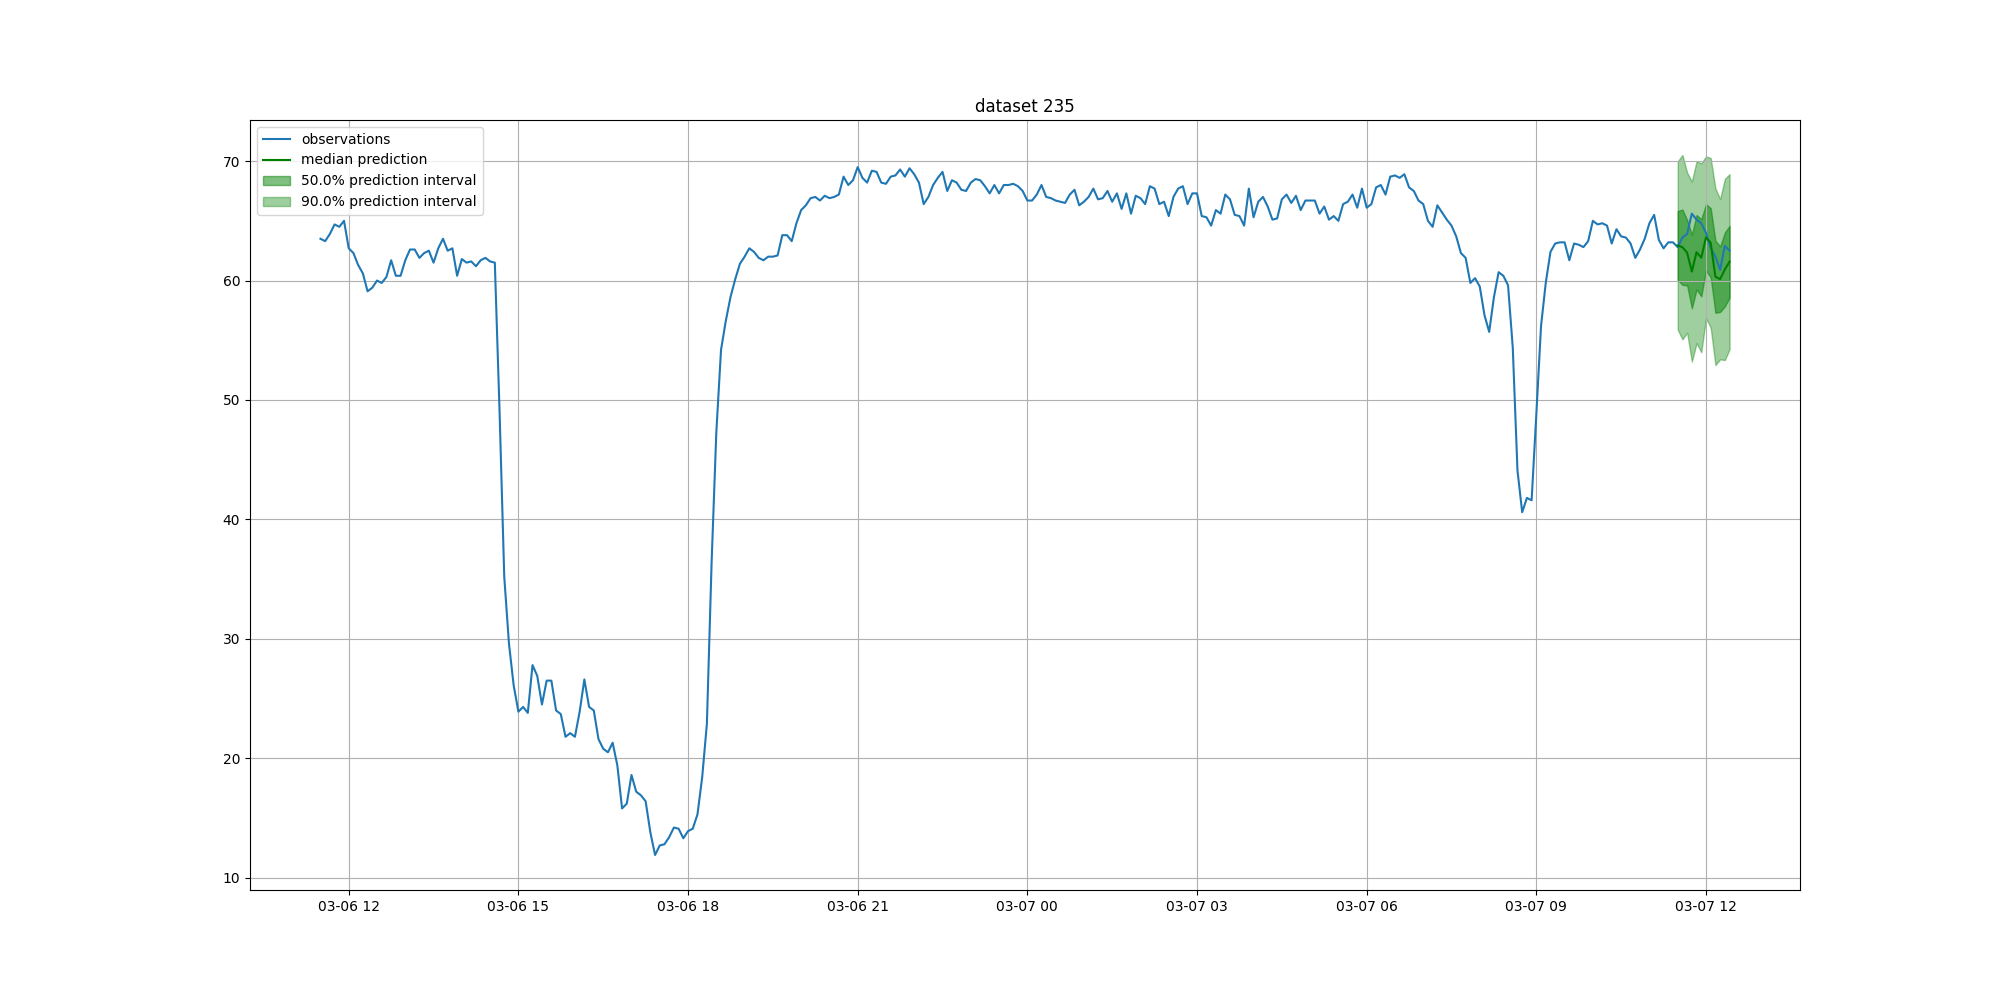 dataset 235
observations
median prediction
50.0% prediction interval
90.0% prediction interval
70
60
50
40
30
20
10
03-06 12 03-06 15 03-06 18 03-06 21 03-07 00 03-07 03 03-07 06 03-07 09 03-07 12